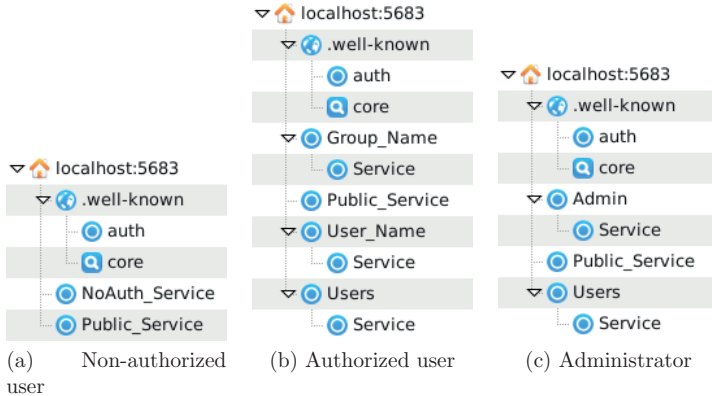 localhost:5683
.well-known
auth
core
NoAuth_Service
Public_Service
(a) Non-authorized
user
localhost:5683
.well-known
auth
core
Group_Name
Service
Public_Service
User_Name
Service
Users
Service
(b) Authorized user
localhost:5683
.well-known
auth
core
Admin
Service
Public_Service
Users
Service
(c) Administrator